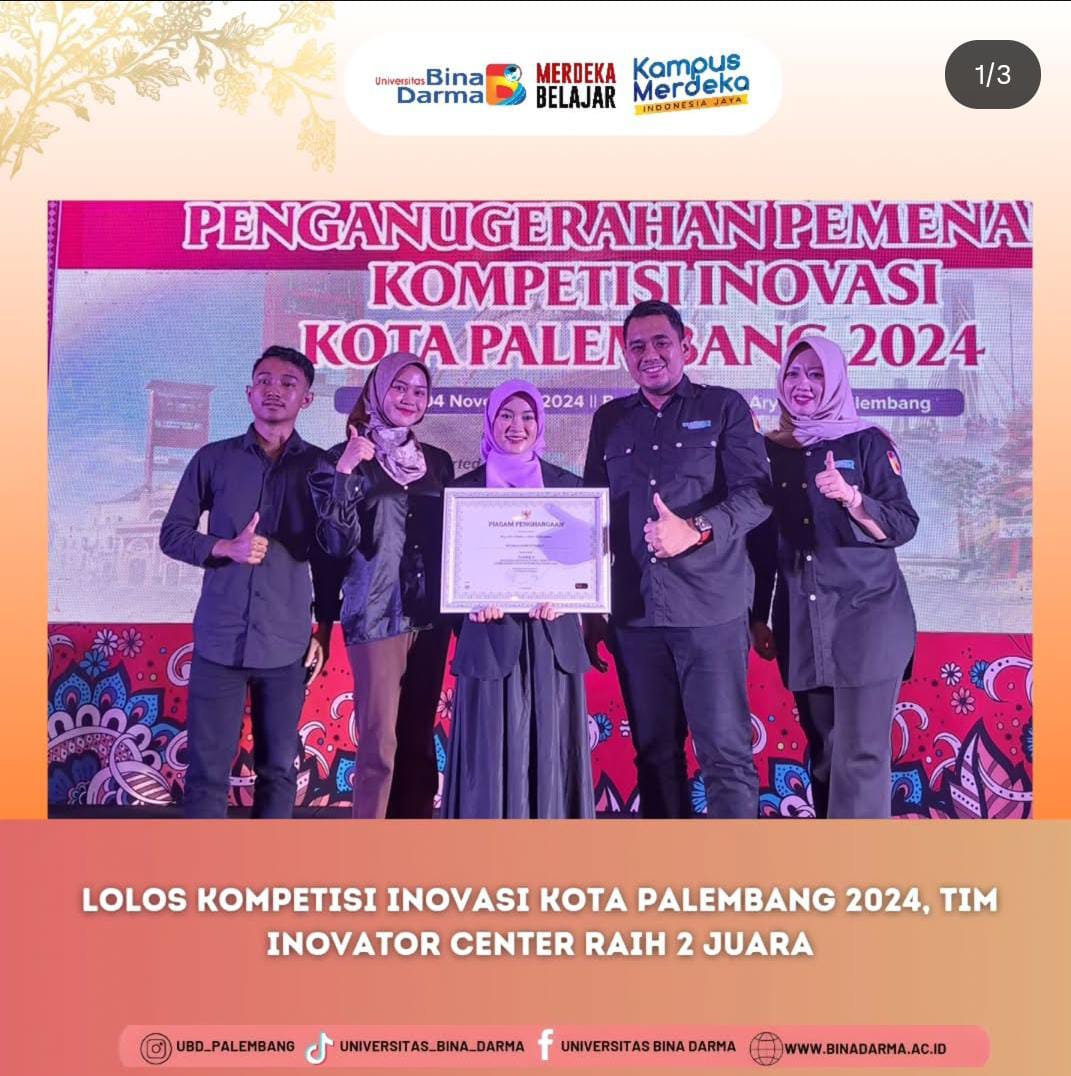 Universitas Bina Darma
MERDEKA BELAJAR
Kampus Merdeka
INDONESIA JAYA
1/3
PENGANUGERAHAN PEMENA
KOMPETISI INOVASI
KOTA PALEMBANG 2024
04 2024 ||
PIAGAM PENGHARGAAN
LOLOS KOMPETISI INOVASI KOTA PALEMBANG 2024, TIM
INOVATOR CENTER RAIH 2 JUARA
UBD_PALEMBANG UNIVERSITAS_BINA_DARMA UNIVERSITAS BINA DARMA WWW.BINADARMA.AC.ID